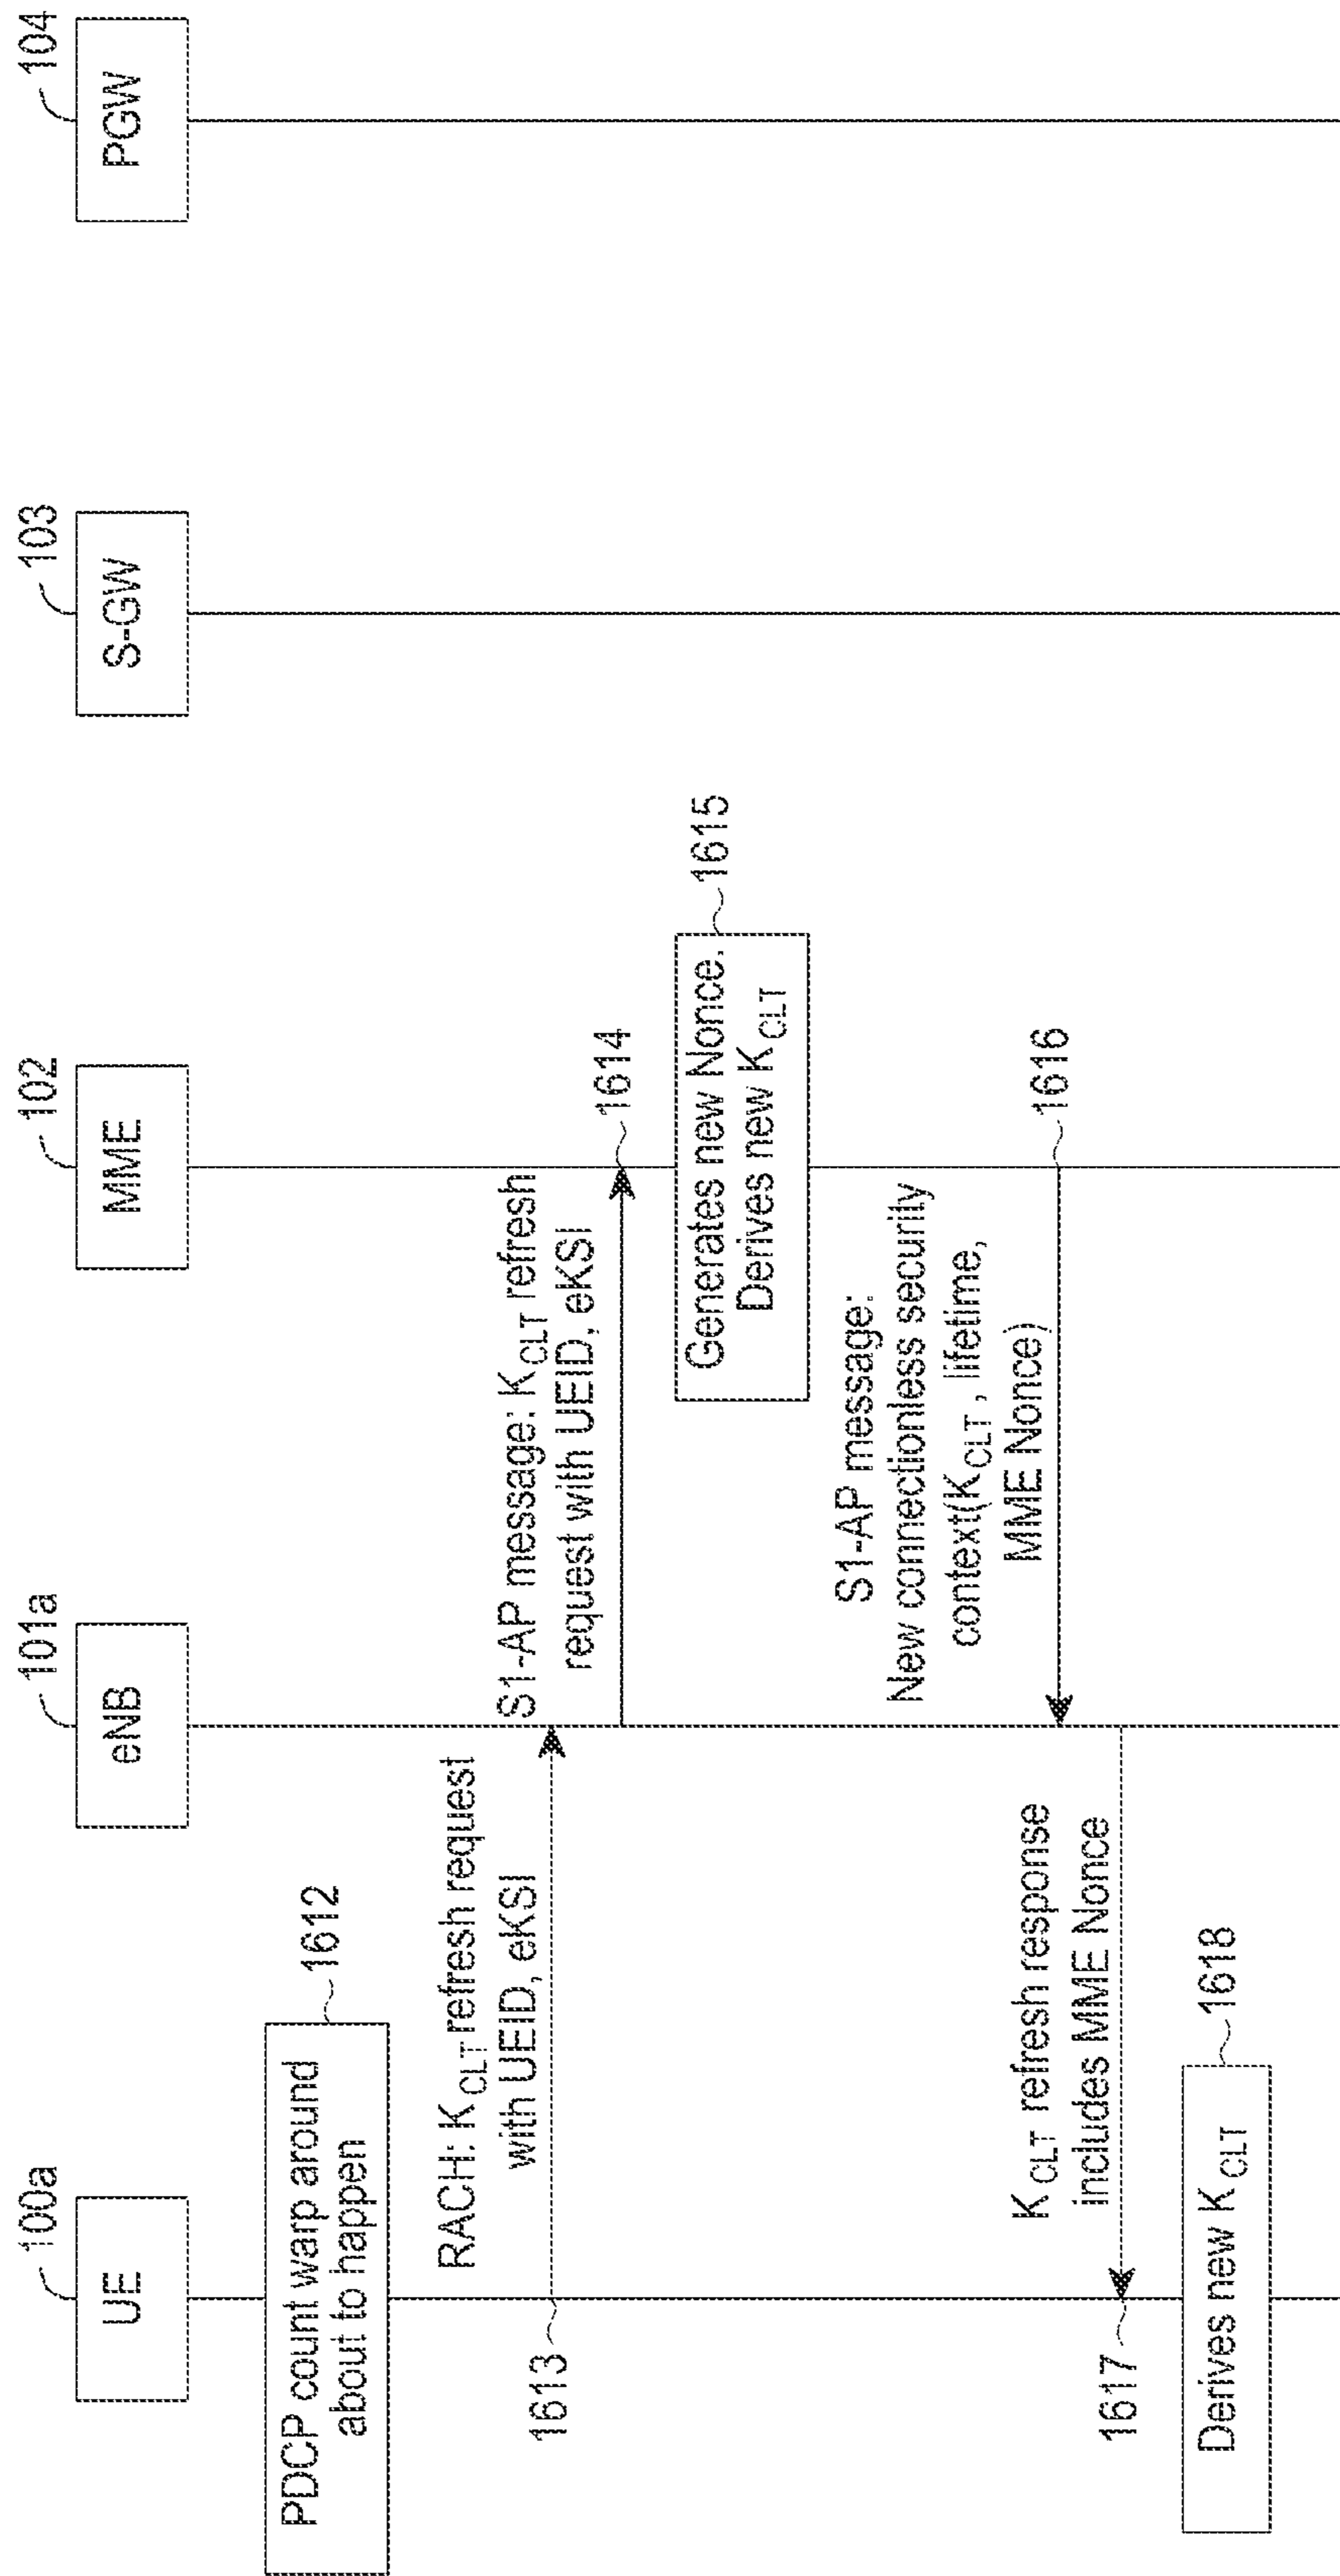 100a
UE
101a
eNB
102
MME
103
S-GW
104
PGW
PDCP count warp around
about to happen
1612
RACH: KCLT refresh request
with UEID, eKSI
1613
S1-AP message: KCLT refresh
request with UEID, eKSI
1614
Generates new Nonce.
Derives new KCLT
1615
S1-AP message:
New connectionless security
context(KCLT, lifetime,
MME Nonce)
1616
KCLT refresh response
includes MME Nonce
1617
Derives new KCLT
1618